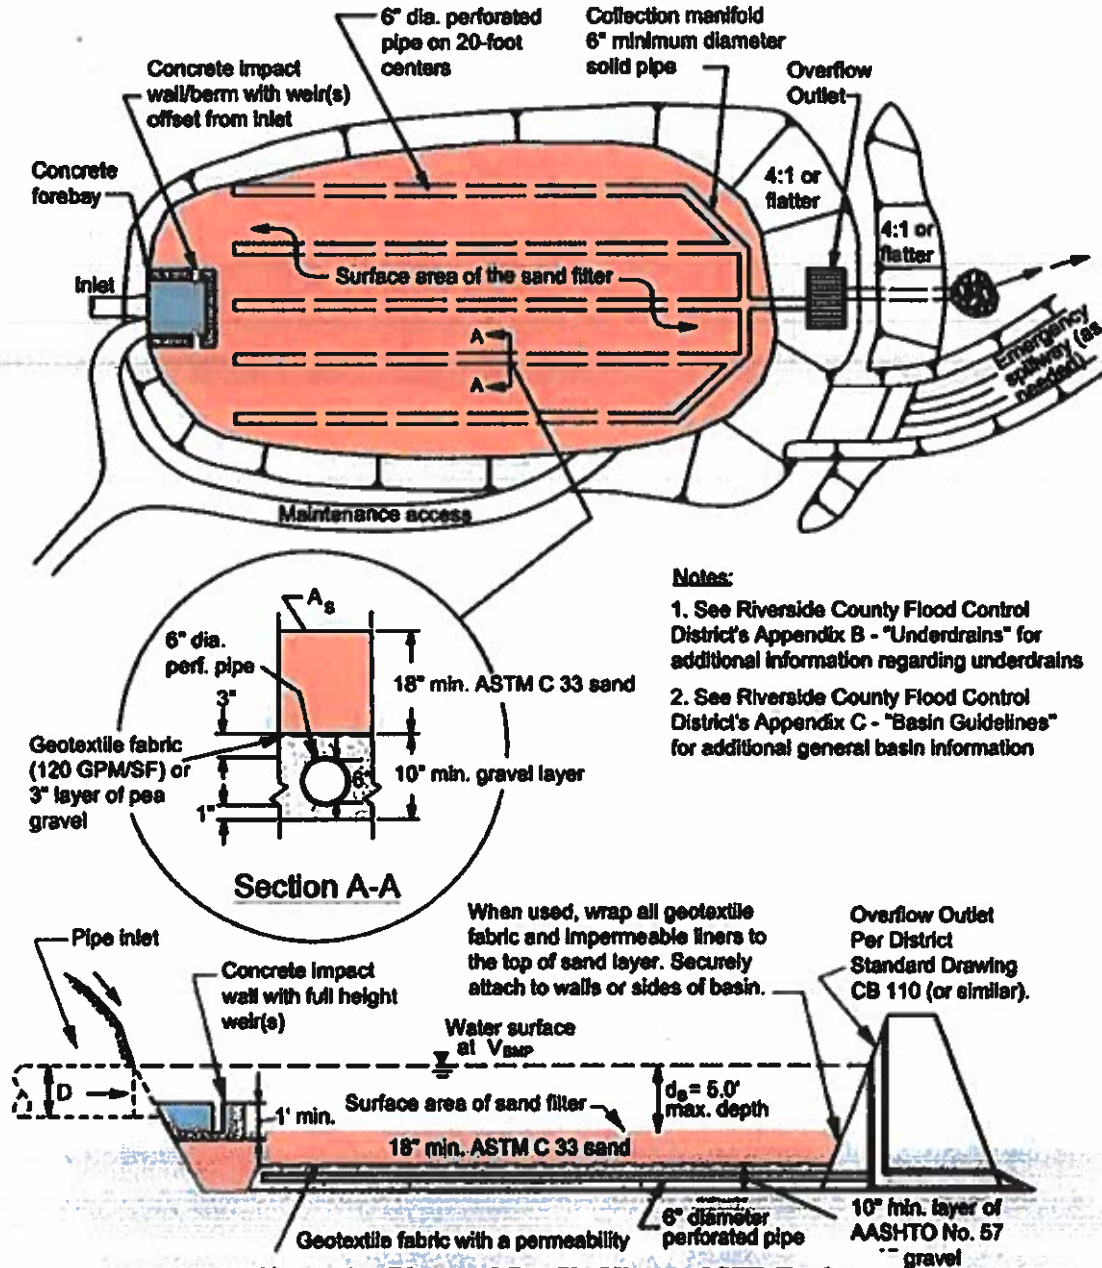 6" dia. perforated
pipe on 20-foot
centers
Collection manifold
6" minimum diameter
solid pipe
Overflow
Outlet
Concrete impact
wall/berm with weir(s)
offset from inlet
Concrete
forebay
Inlet
4:1 or
flatter
4:1 or
flatter
Surface area of the sand filter
A
A
Emergency
spillway (as
needed)
Maintenance access
As
6" dia.
perf. pipe
3"
18" min. ASTM C 33 sand
Geotextile fabric
(120 GPM/SF) or
3" layer of pea
gravel
6"
10" min. gravel layer
1"
Section A-A
Notes:
1. See Riverside County Flood Control
District's Appendix B - "Underdrains" for
additional information regarding underdrains
2. See Riverside County Flood Control
District's Appendix C - "Basin Guidelines"
for additional general basin information
Pipe inlet
Concrete impact
wall with full height
weir(s)
When used, wrap all geotextile
fabric and impermeable liners to
the top of sand layer. Securely
attach to walls or sides of basin.
Overflow Outlet
Per District
Standard Drawing
CB 110 (or similar).
Water surface
at VBMP
D
1' min.
Surface area of sand filter
ds = 5.0'
max. depth
18" min. ASTM C 33 sand
Geotextile fabric with a permeability
6" diameter
perforated pipe
10" min. layer of
AASHTO No. 57
gravel